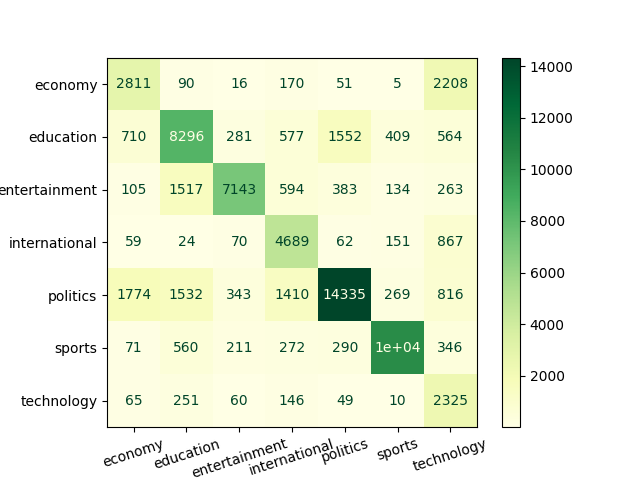 economy 2811 90 16 170 51 5 2208
education 710 8296 281 577 1552 409 564
entertainment 105 1517 7143 594 383 134 263
international 59 24 70 4689 62 151 867
politics 1774 1532 343 1410 14335 269 816
sports 71 560 211 272 290 1e+04 346
technology 65 251 60 146 49 10 2325
economy education entertainment international politics sports technology
14000
12000
10000
8000
6000
4000
2000